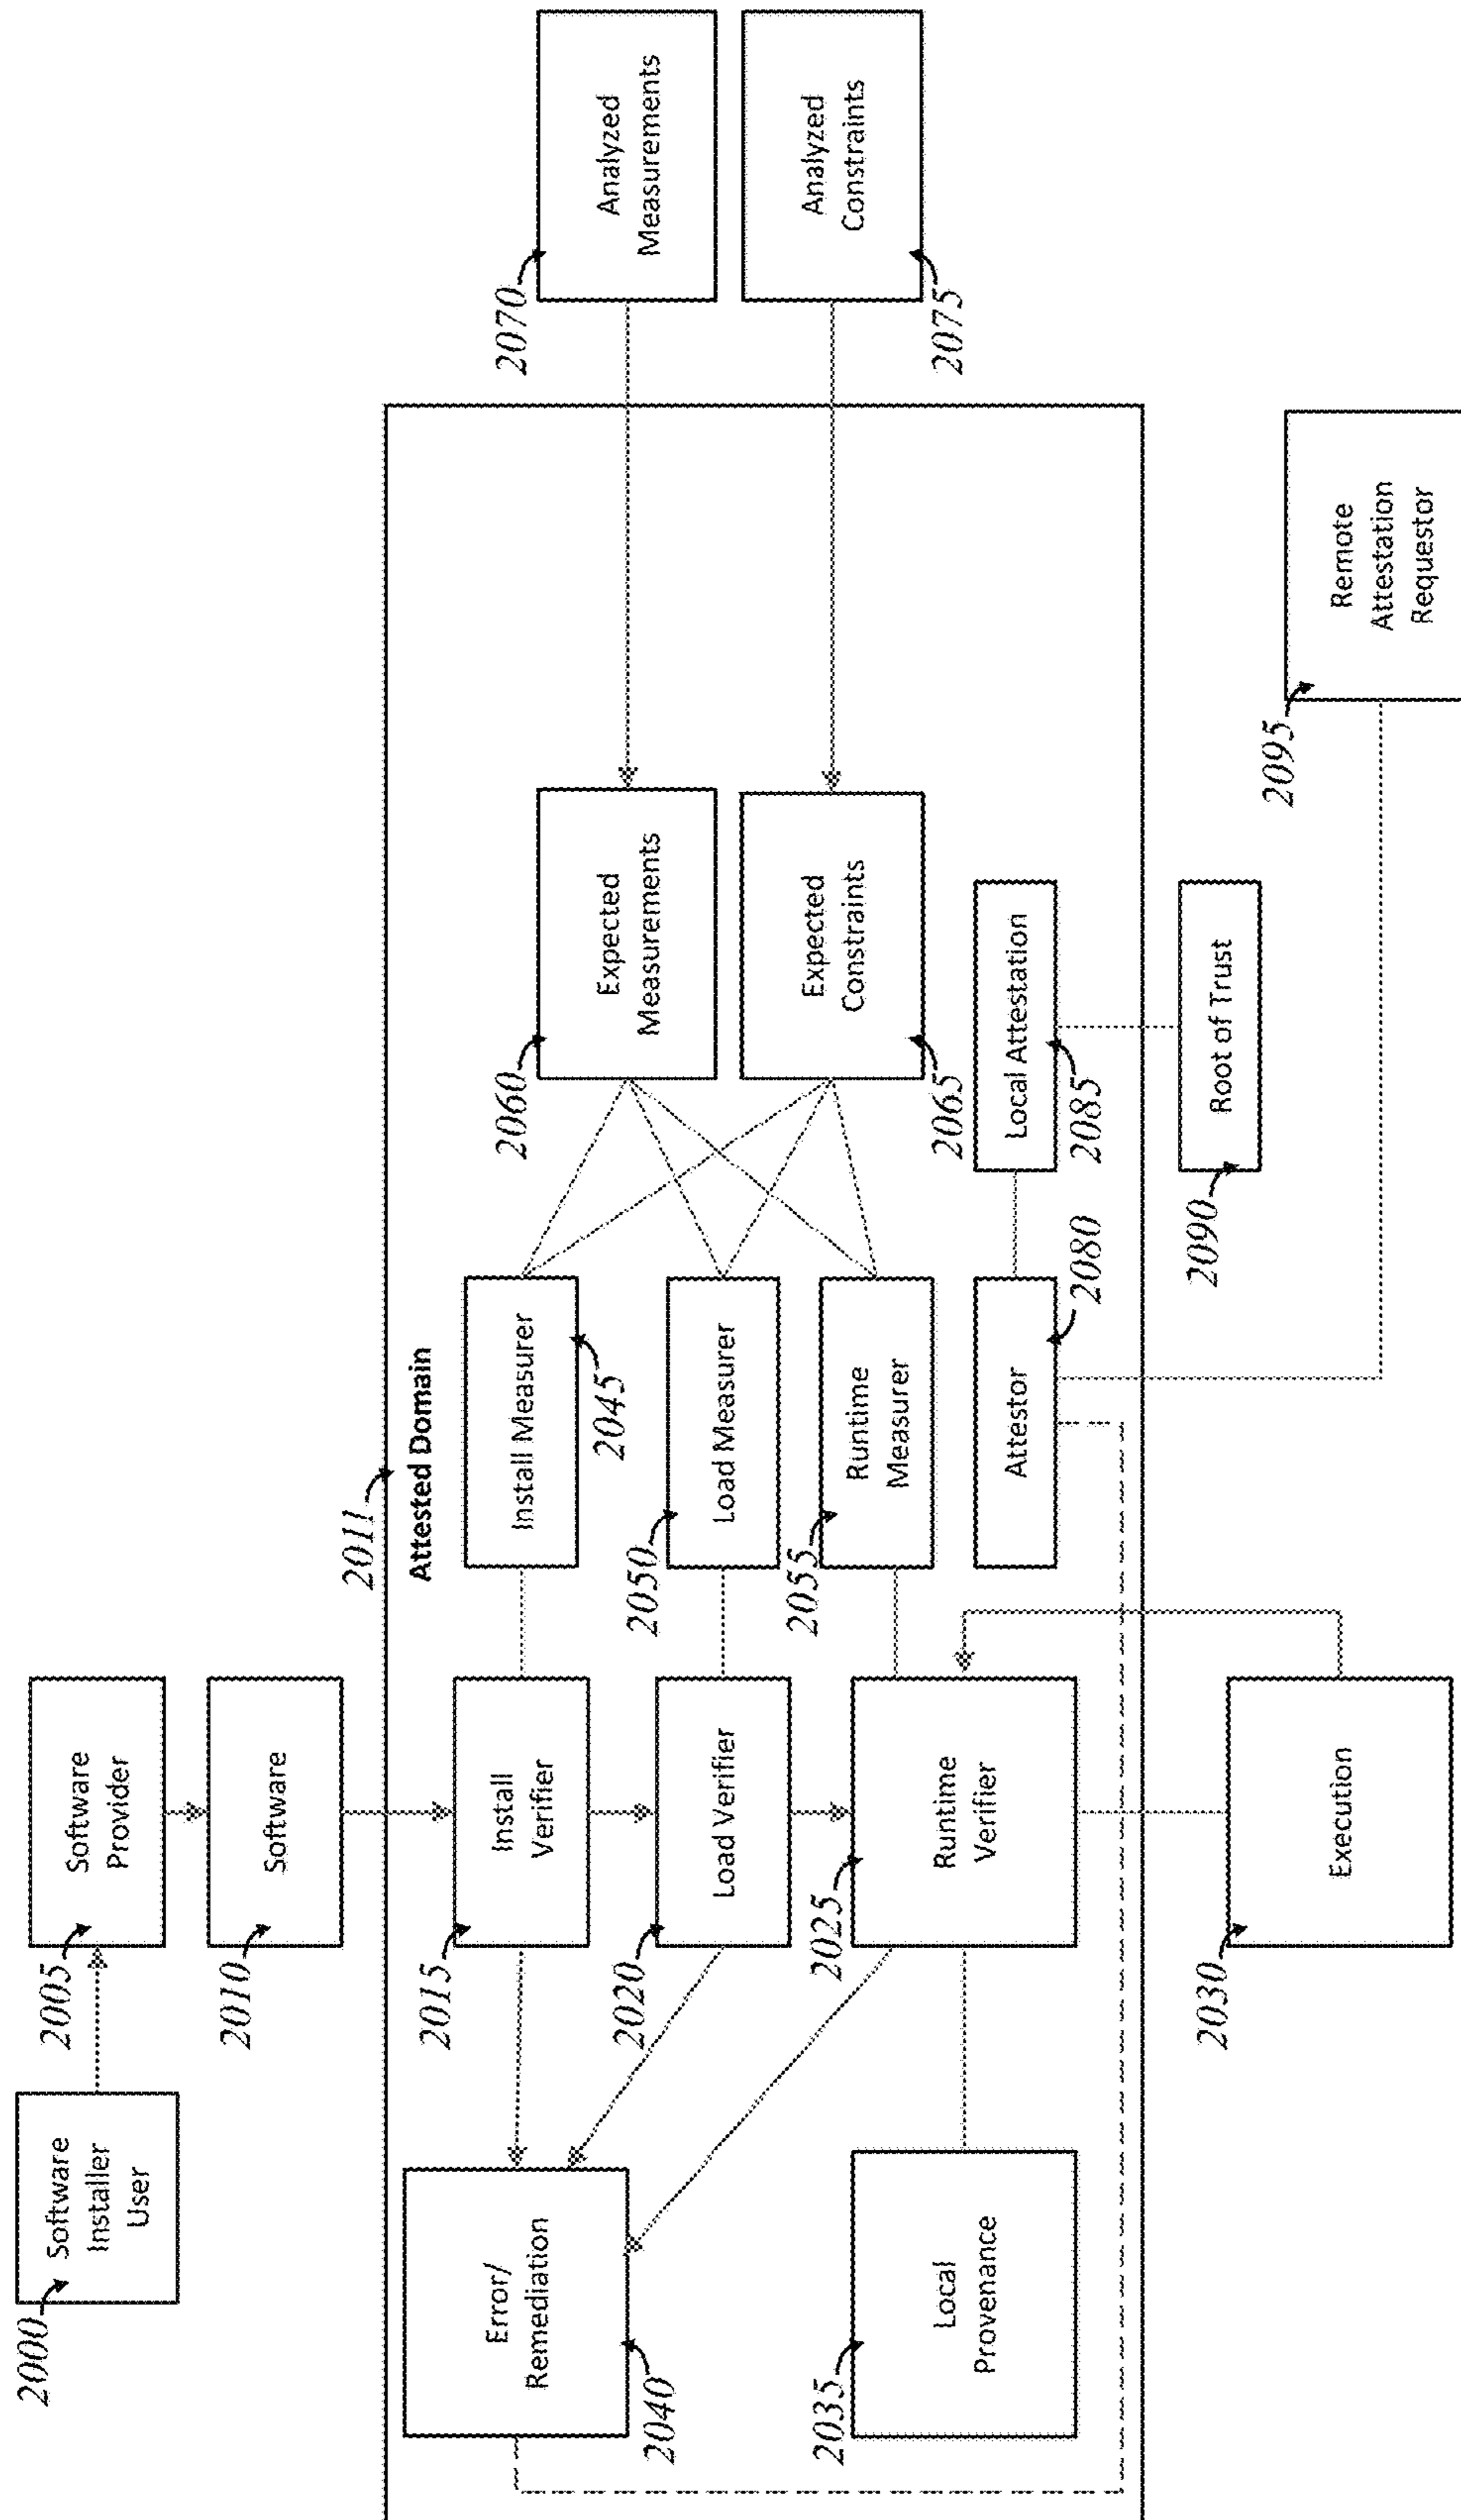 2000
Software
Installer
User
2005
Software
Provider
2010
Software
2011
Attested Domain
2040
Error/
Remediation
2015
Install
Verifier
Install Measurer
2045
2020
Load Verifier
2050
Load Measurer
2025
Runtime
Verifier
2055
Runtime
Measurer
2035
Local
Provenance
2030
Execution
2060
Expected
Measurements
Expected
Constraints
2065
2070
Analyzed
Measurements
Analyzed
Constraints
2075
Attestor
2080
Local Attestation
2085
2090
Root of Trust
2095
Remote
Attestation
Requestor